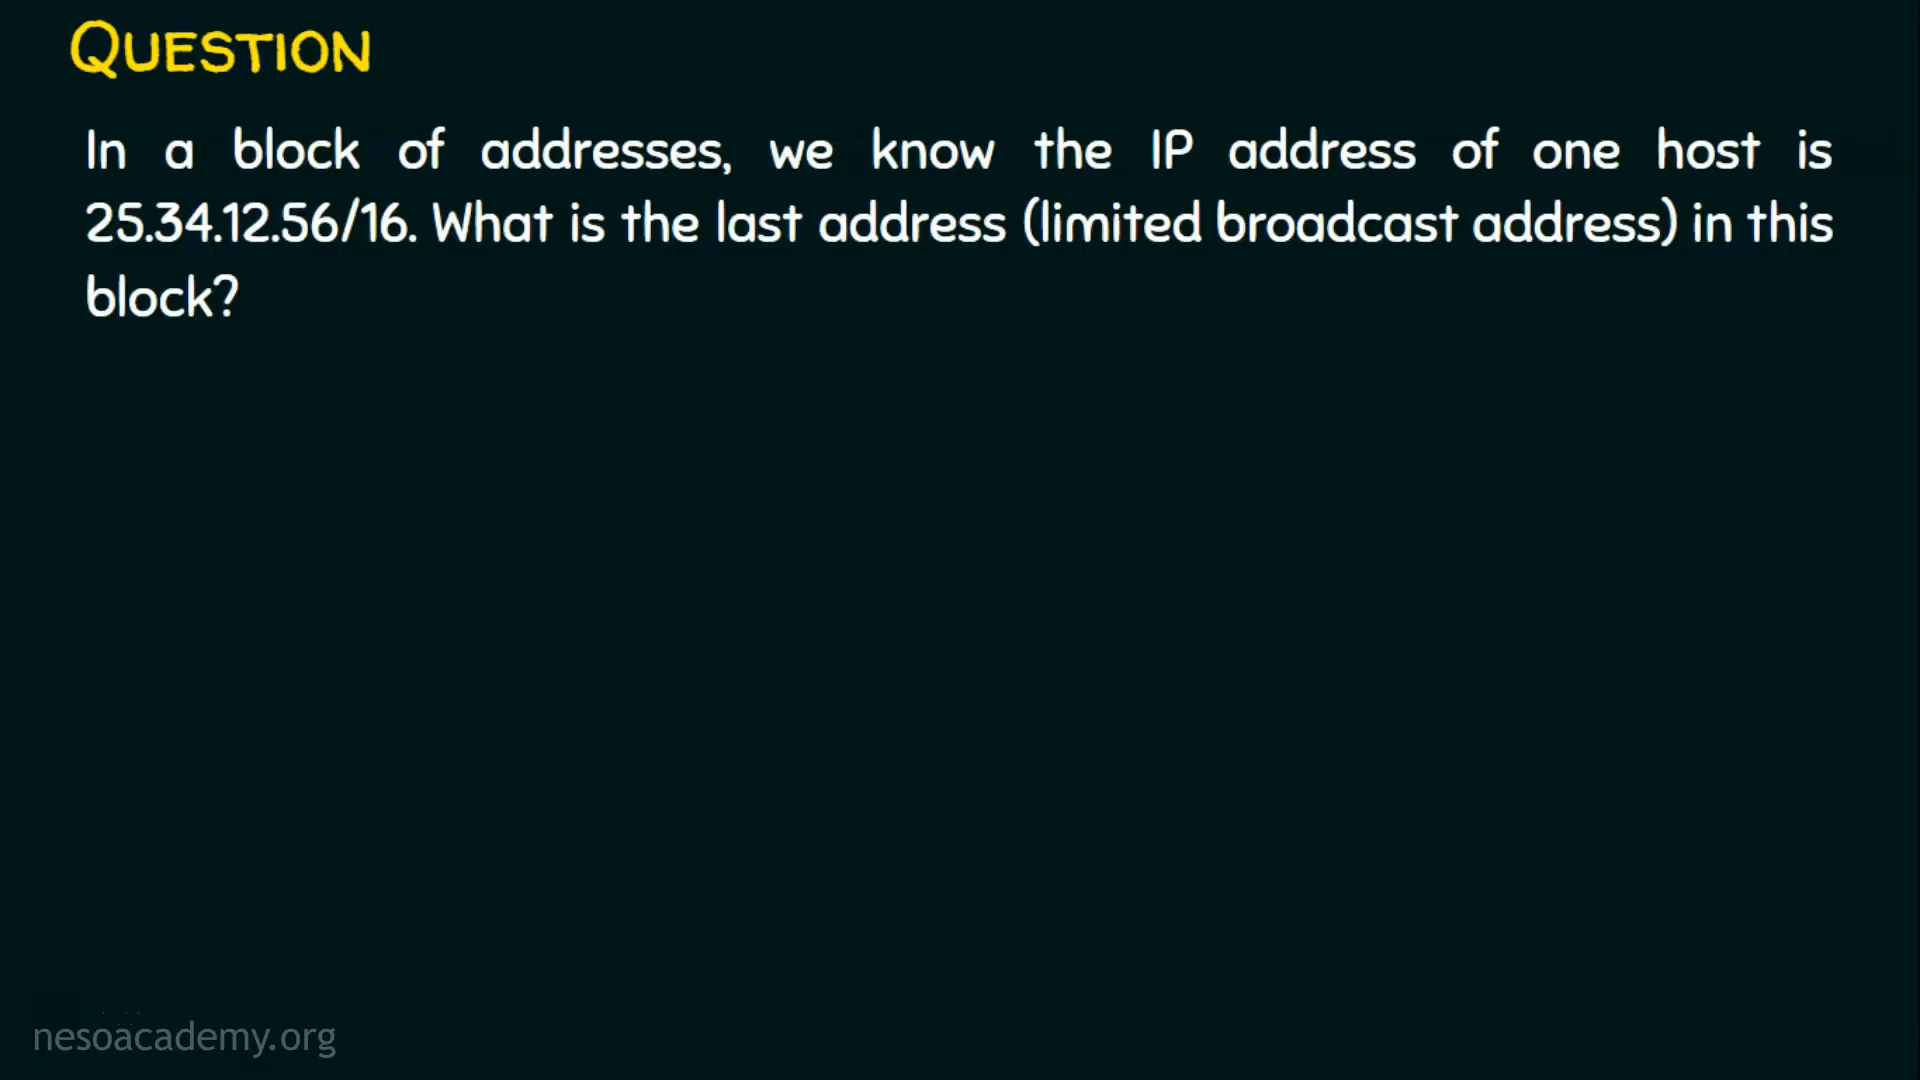 QUESTION
In a block of addresses, we know the IP address of one host is
25.34.12.56/16. What is the last address (limited broadcast address) in this
block?
nesoacademy.org